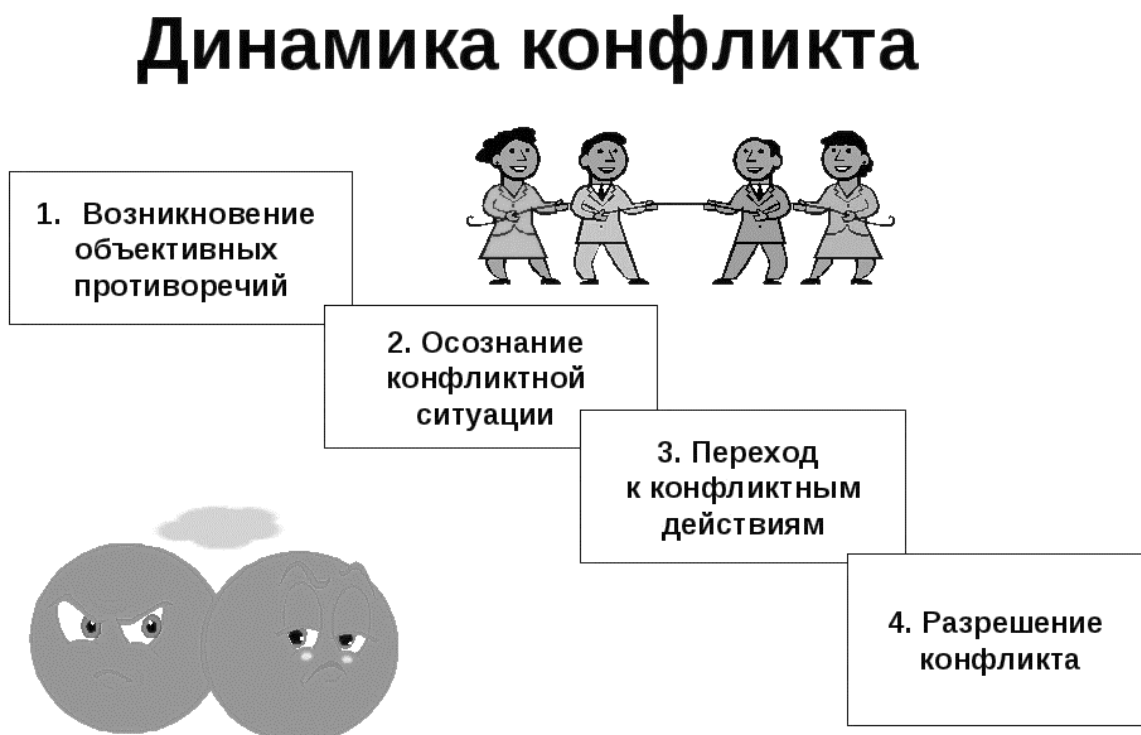 Динамика конфликта
1. Возникновение
объективных
противоречий
2. Осознание
конфликтной
ситуации
3. Переход
к конфликтным
действиям
4. Разрешение
конфликта